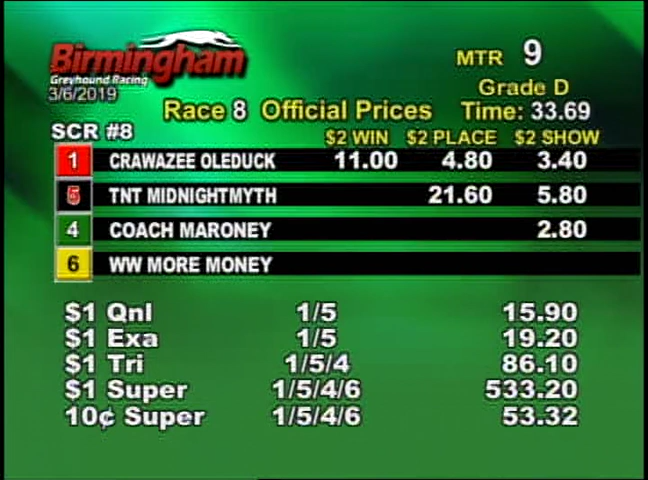 Birmingham
Greyhound Racing
3/6/2019
MTR 9
Grade D
Race 8 Official Prices Time: 33.69
SCR #8
$2 WIN $2 PLACE $2 SHOW
1 CRAWAZEE OLEDUCK 11.00 4.80 3.40
5 TNT MIDNIGHTMYTH 21.60 5.80
4 COACH MARONEY 2.80
6 WW MORE MONEY
$1 Qnl 1/5 15.90
$1 Exa 1/5 19.20
$1 Tri 1/5/4 86.10
$1 Super 1/5/4/6 533.20
10¢ Super 1/5/4/6 53.32